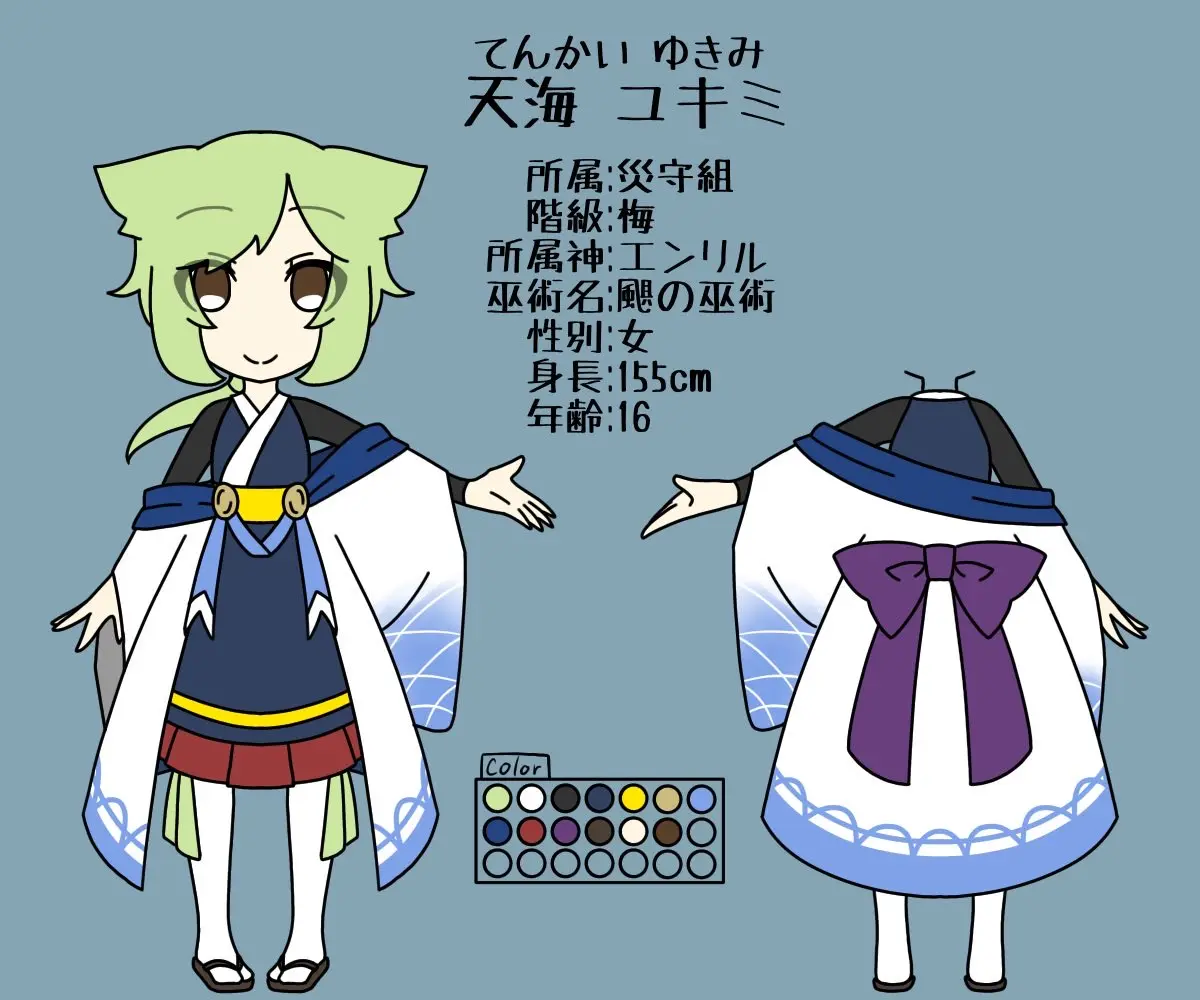 てんかい ゆきみ
天海 ユキミ
所属:災守組
階級:梅
所属神:エンリル
巫術名:颶の巫術
性別:女
身長:155cm
年齢:16
Color